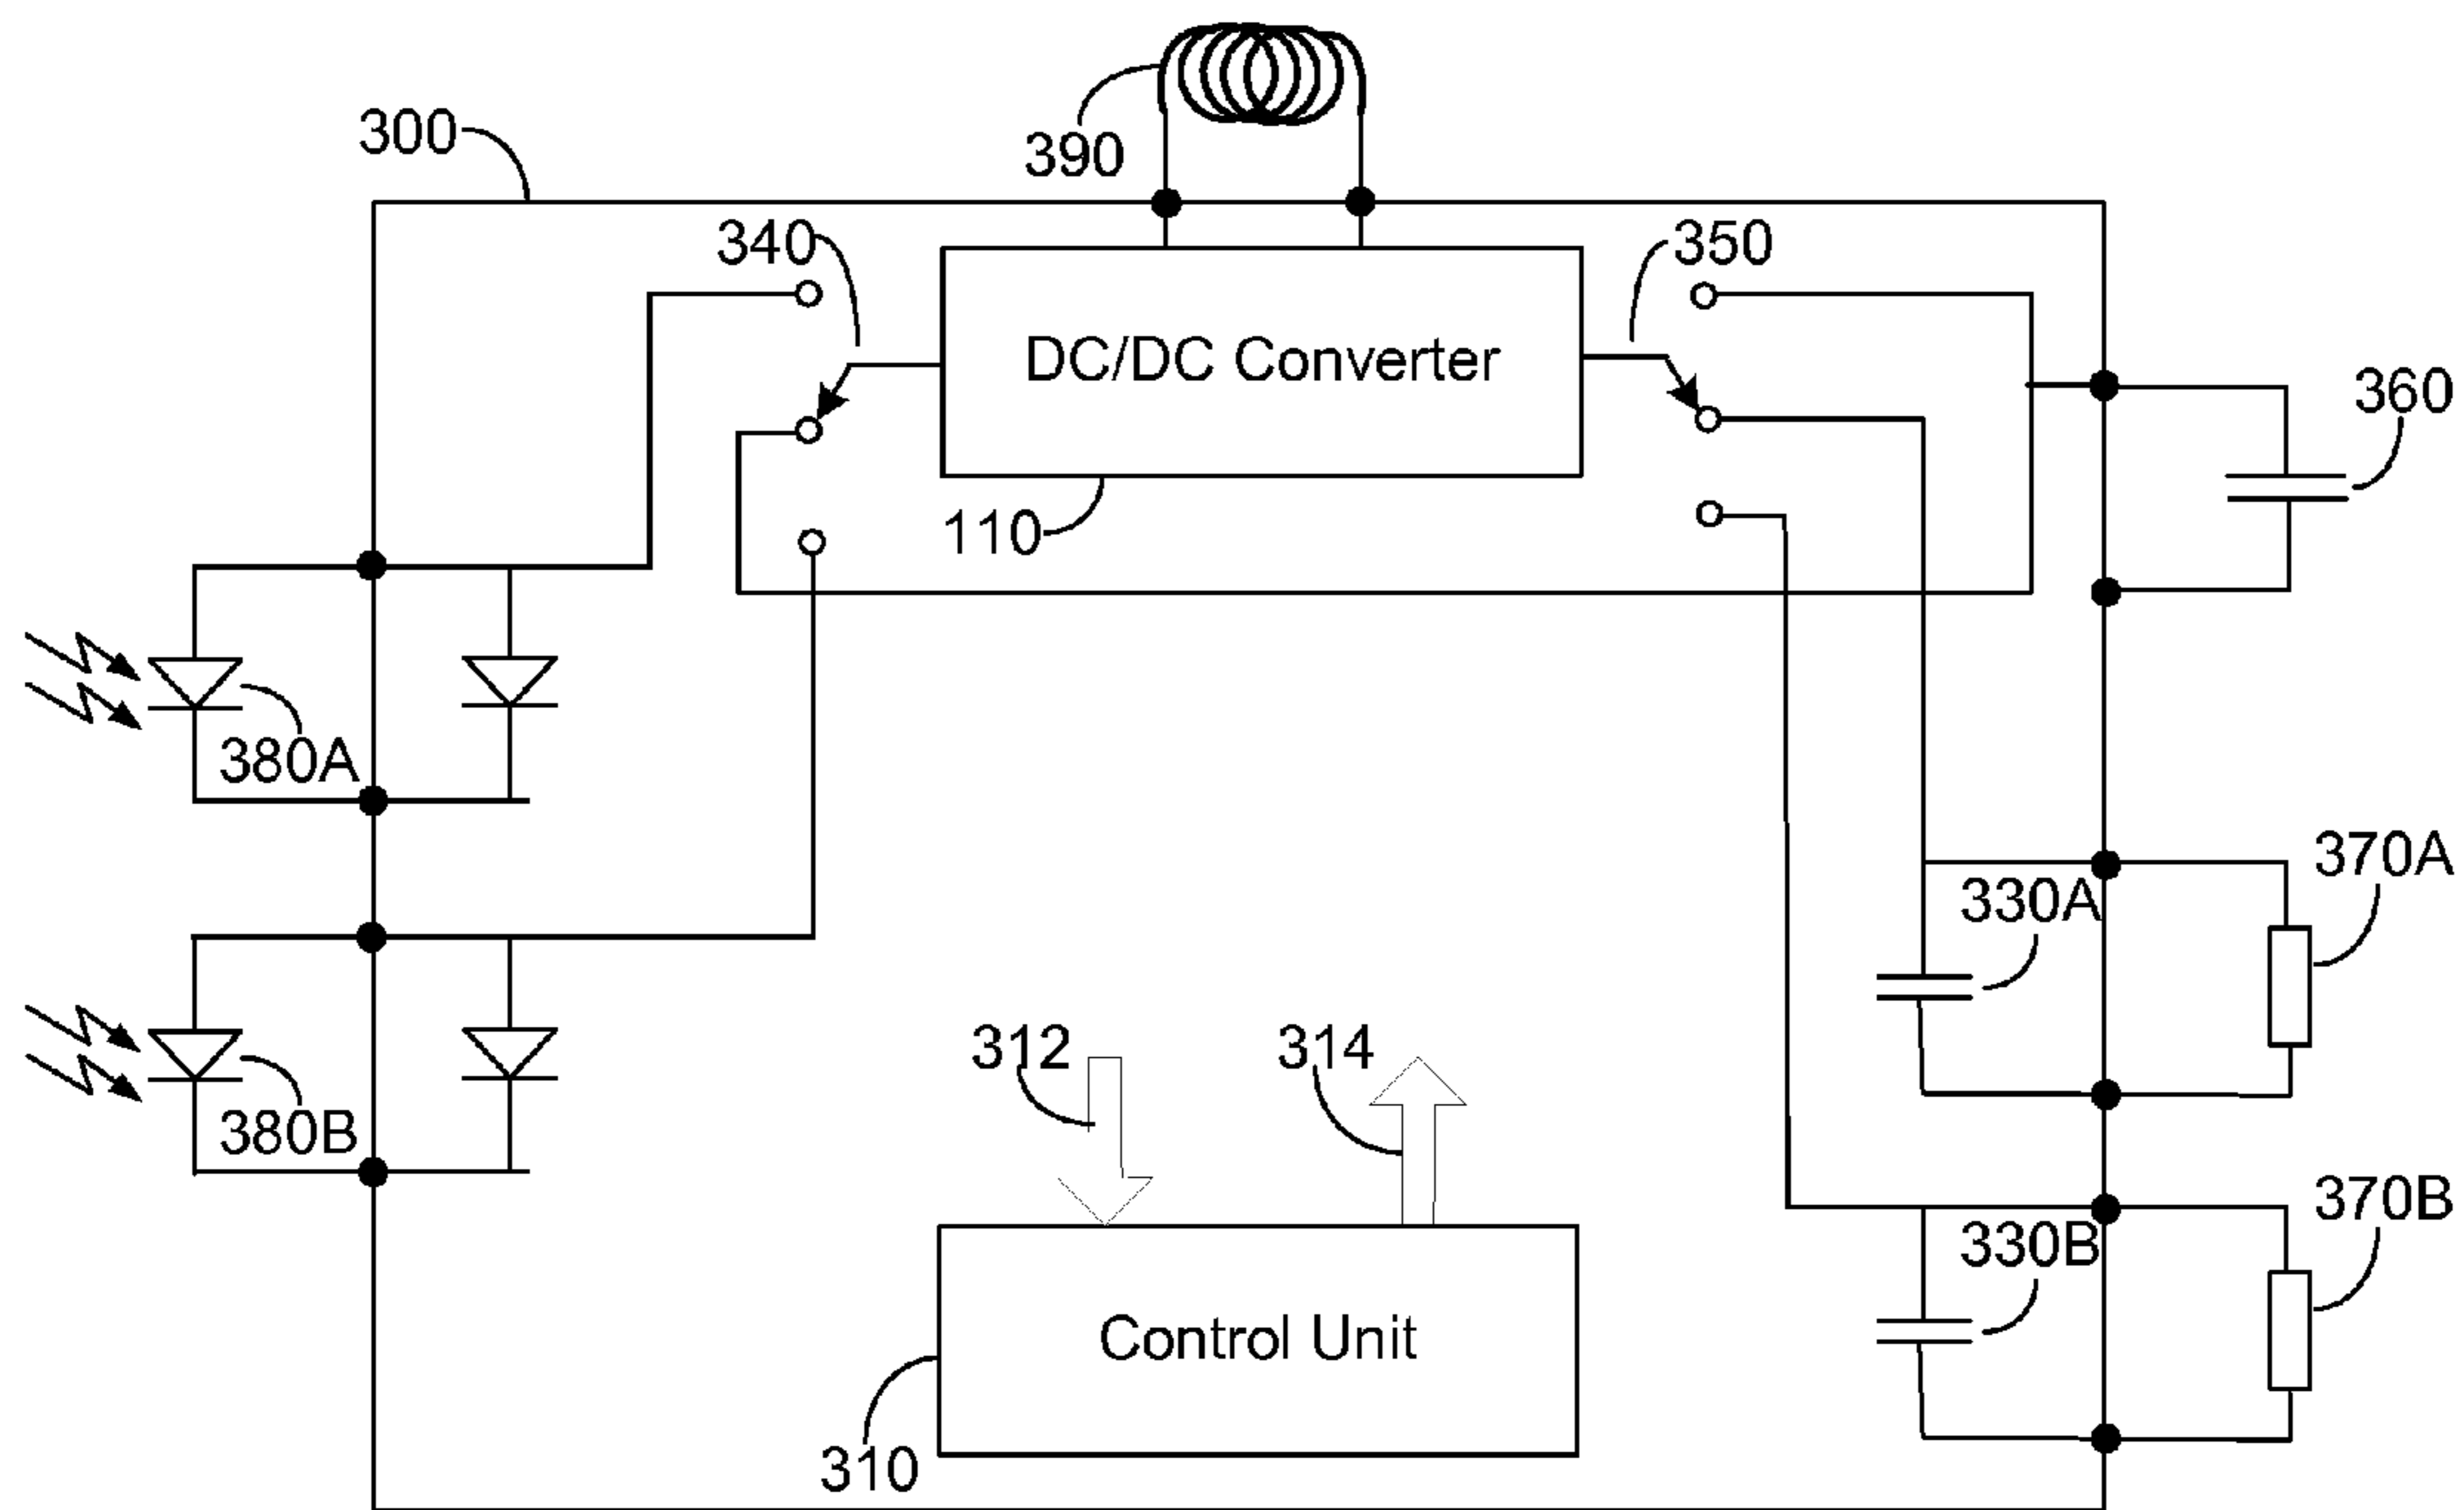 300
390
340
350
DC/DC Converter
360
110
380A
370A
330A
312
314
380B
370B
330B
Control Unit
310